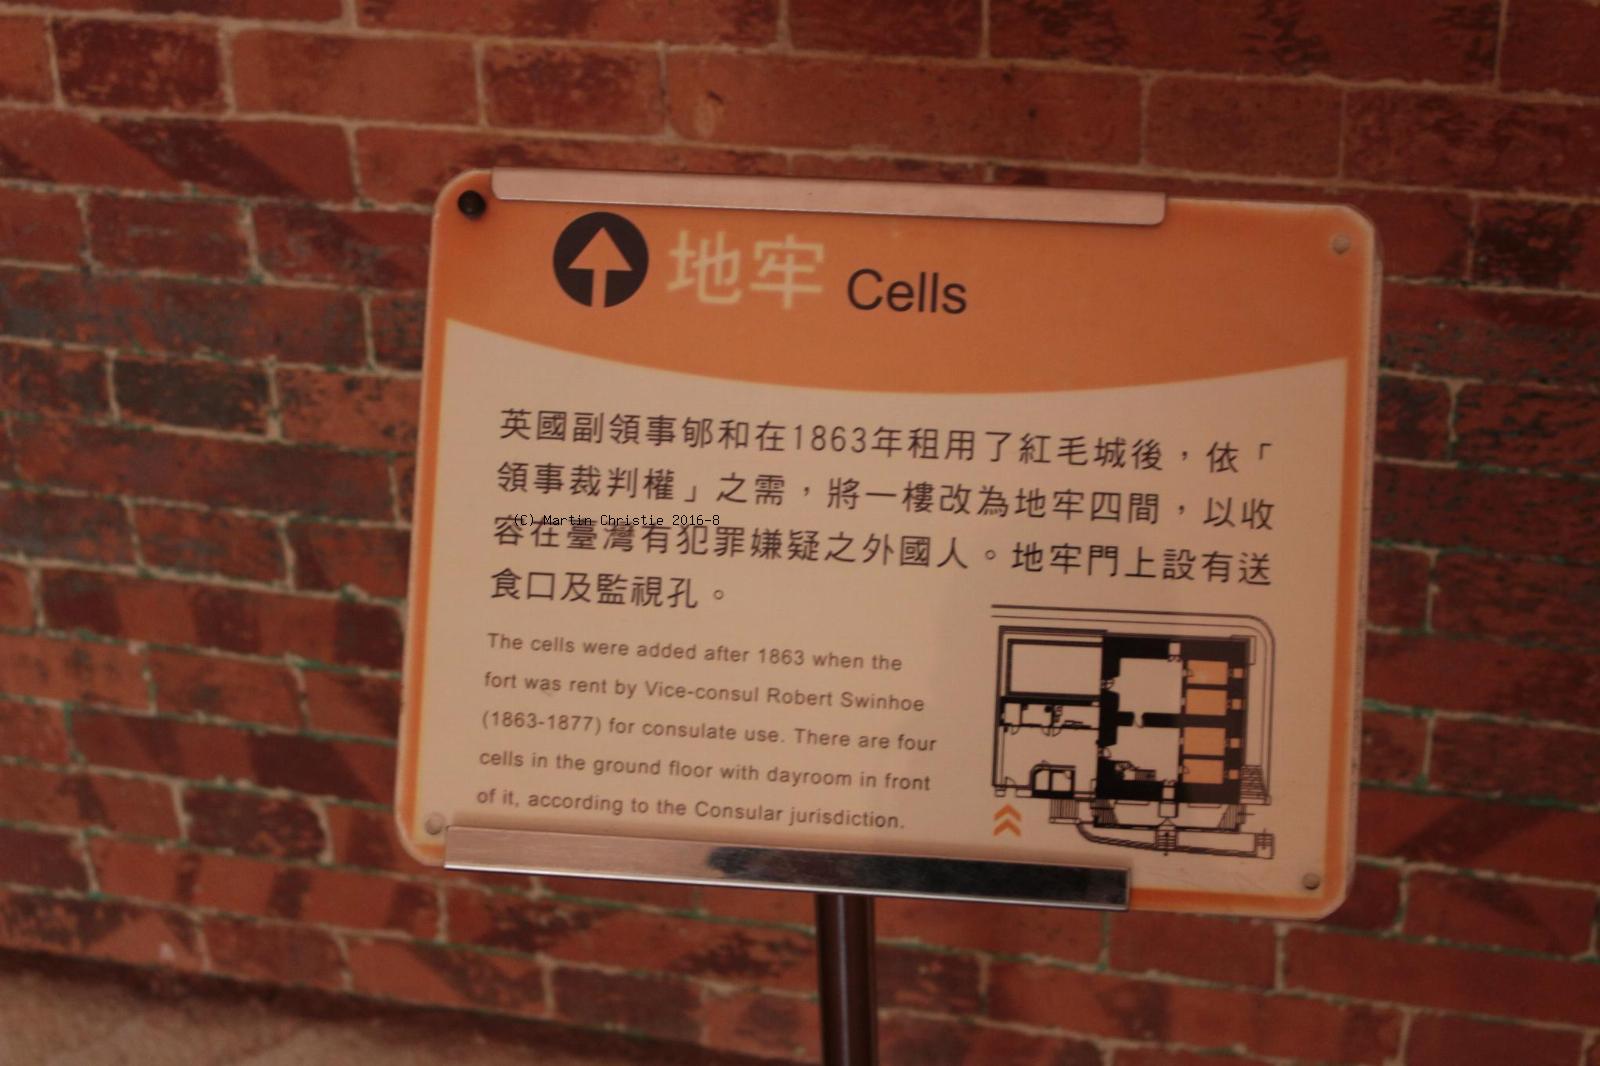 地牢 Cells
英國副領事郇和在1863年租用了紅毛城後，依「
領事裁判權」之需，將一樓改為地牢四間，以收
容在臺灣有犯罪嫌疑之外國人。地牢門上設有送
食口及監視孔。
The cells were added after 1863 when the
fort was rent by Vice-consul Robert Swinhoe
(1863-1877) for consulate use. There are four
cells in the ground floor with dayroom in front
of it, according to the Consular jurisdiction.
(C) Martin Christie 2016-8